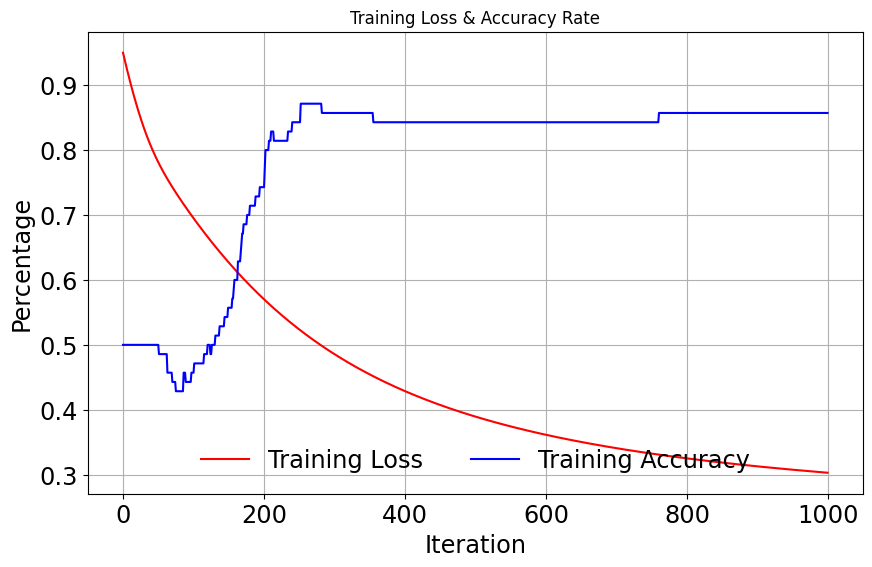 Training Loss & Accuracy Rate
0.9
0.8
0.7
0.6
0.5
0.4
0.3
Percentage
Training Loss
Training Accuracy
0
200
400
600
800
1000
Iteration